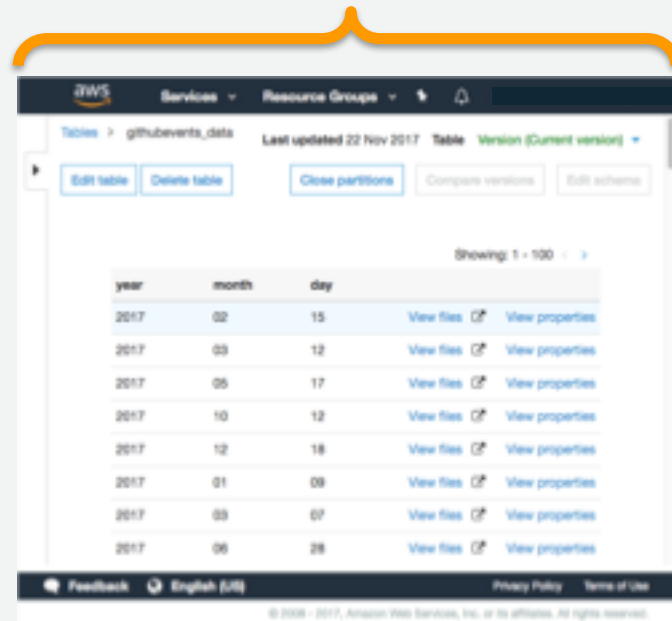 aws Services Resource Groups
Tables > githubevents_data Last updated 22 Nov 2017 Table Version (Current version)
Edit table Delete table Close partitions Compare versions Edit schema
Showing: 1 - 100 < >
year month day
2017 02 15 View files View properties
2017 03 12 View files View properties
2017 05 17 View files View properties
2017 10 12 View files View properties
2017 12 18 View files View properties
2017 01 09 View files View properties
2017 03 07 View files View properties
2017 06 28 View files View properties
Feedback English (US) Privacy Policy Terms of Use
© 2008 - 2017, Amazon Web Services, Inc. or its affiliates. All rights reserved.